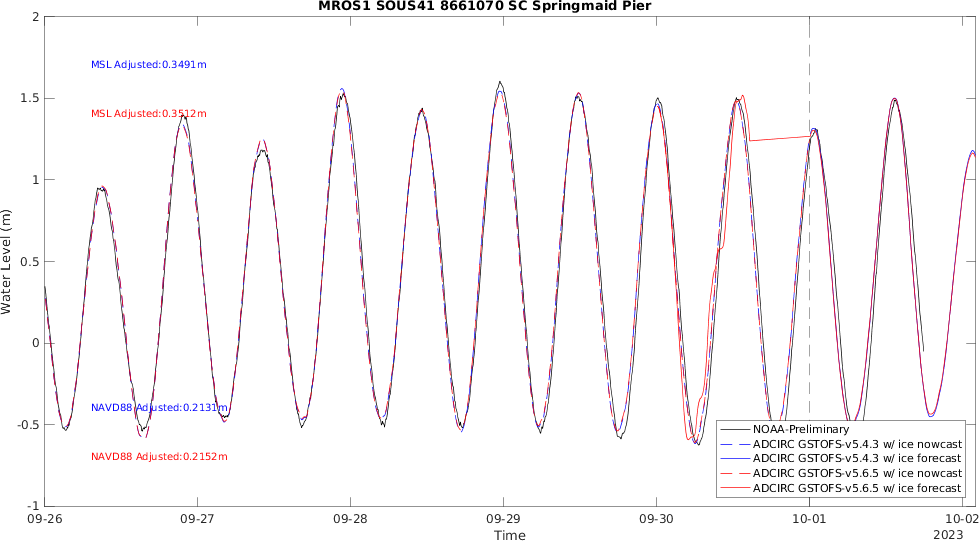 MROS1 SOUS41 8661070 SC Springmaid Pier
2
1.5
1
0.5
0
-0.5
-1
Water Level (m)
MSL Adjusted:0.3491m
MSL Adjusted:0.3512m
NAVD88 Adjusted:0.2131m
NAVD88 Adjusted:0.2152m
NOAA-Preliminary
ADCIRC GSTOFS-v5.4.3 w/ ice nowcast
ADCIRC GSTOFS-v5.4.3 w/ ice forecast
ADCIRC GSTOFS-v5.6.5 w/ ice nowcast
ADCIRC GSTOFS-v5.6.5 w/ ice forecast
09-26 09-27 09-28 09-29 09-30 10-01 10-02
Time
2023